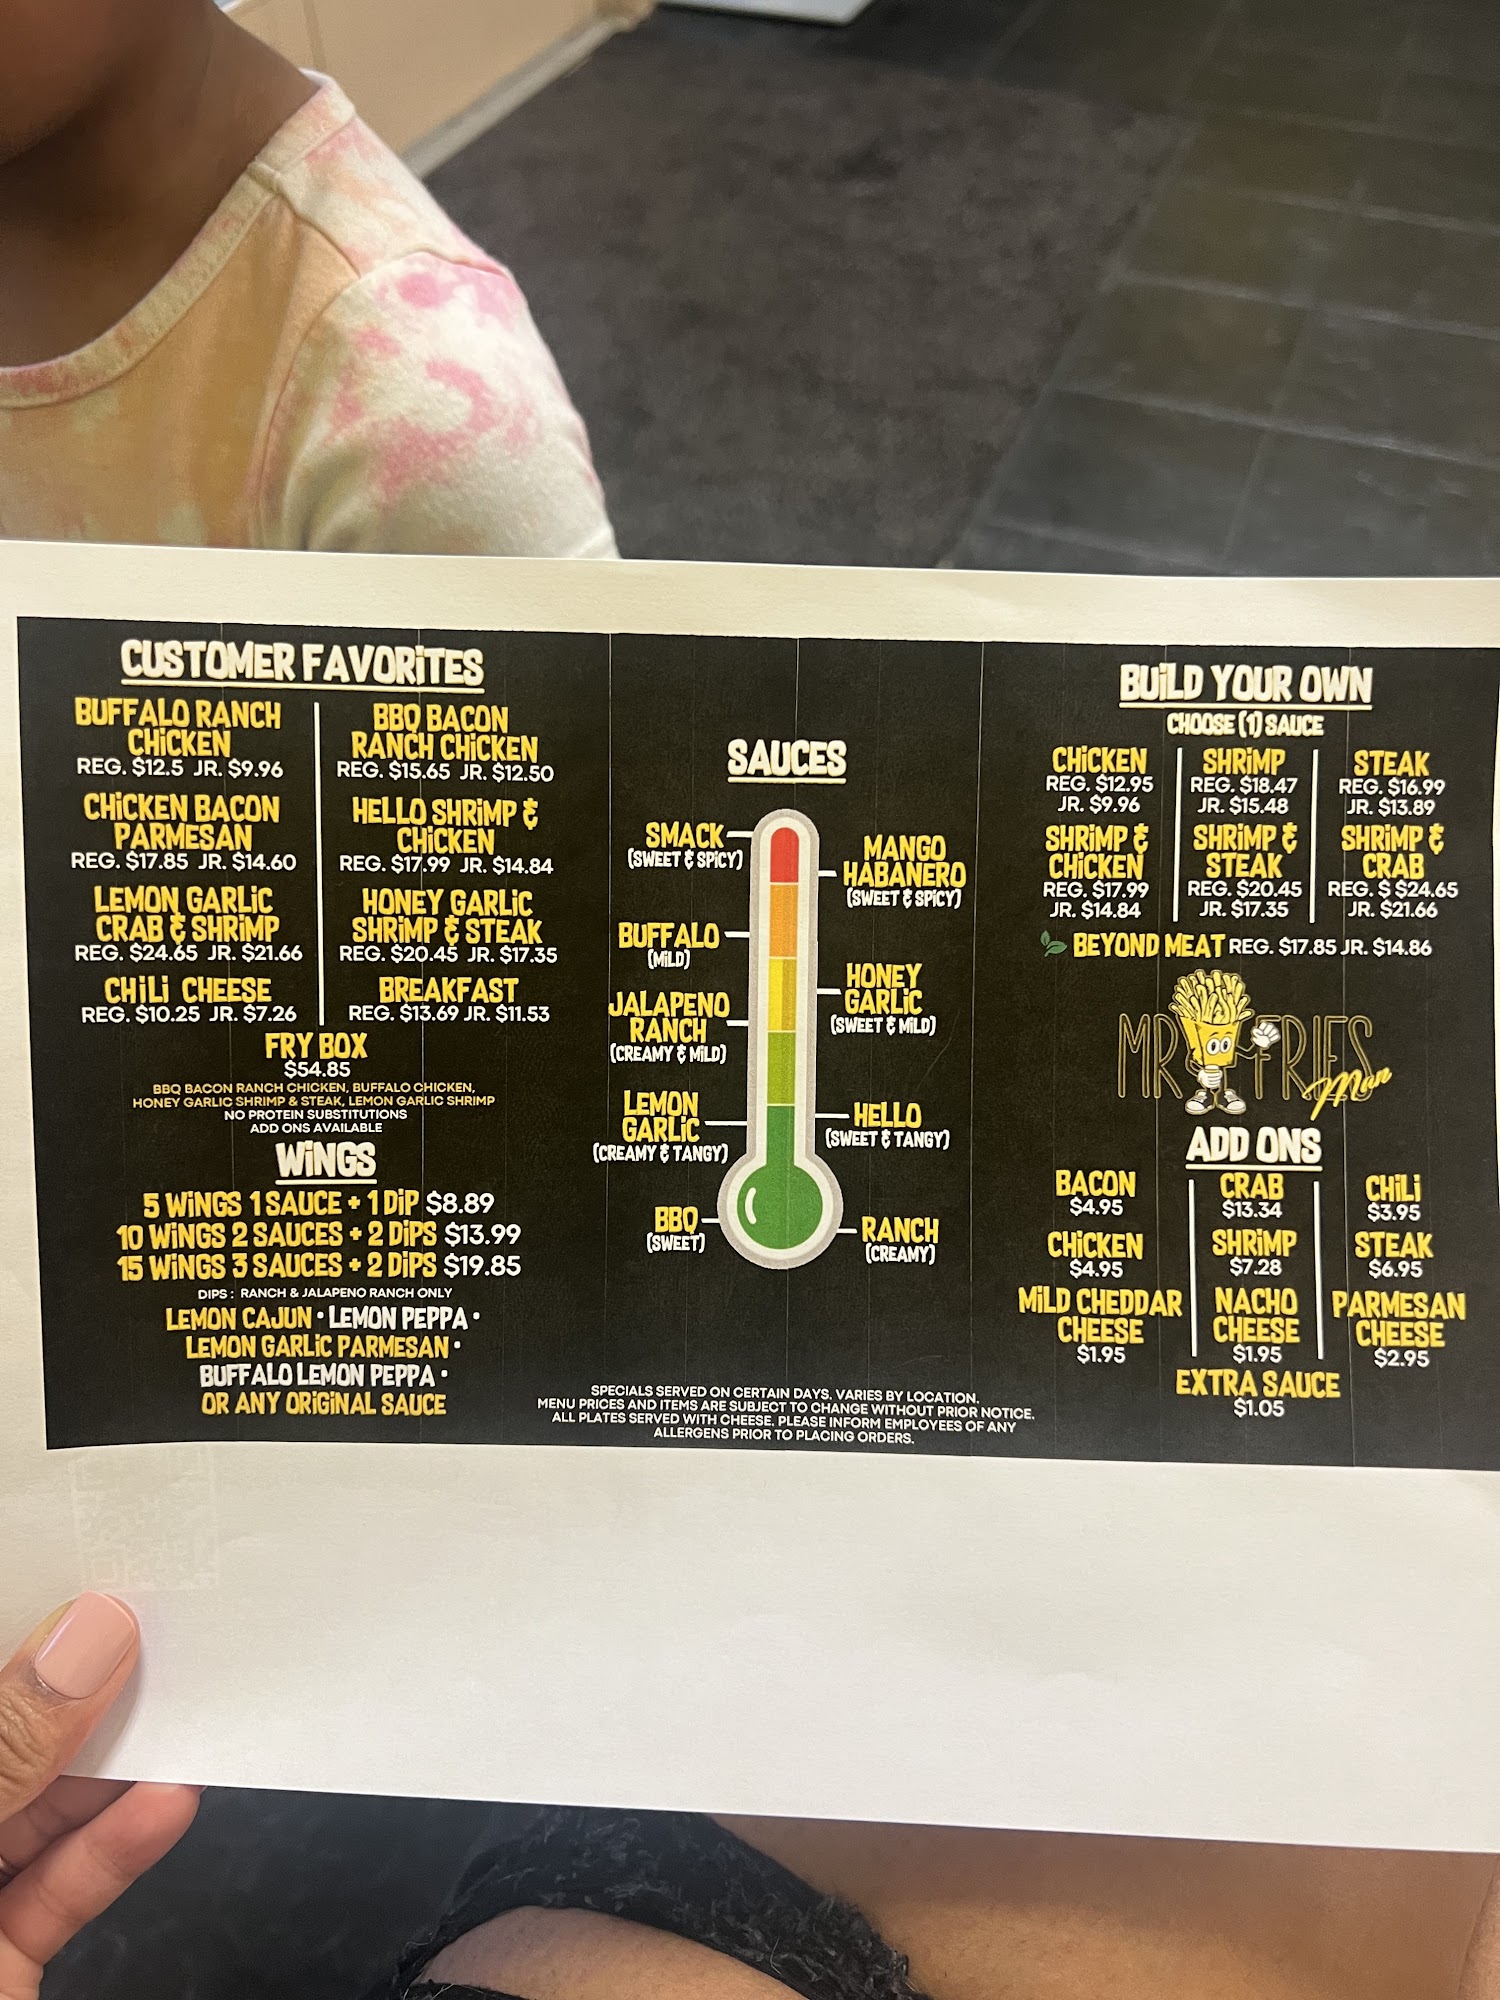 CUSTOMER FAVORITES
BUFFALO RANCH
CHICKEN
REG. $12.5 JR. $9.96
CHICKEN BACON
PARMESAN
REG. $17.85 JR. $14.60
LEMON GARLIC
CRAB & SHRIMP
REG. $24.65 JR. $21.66
CHILI CHEESE
REG. $10.25 JR. $7.26
BBQ BACON
RANCH CHICKEN
REG. $15.65 JR. $12.50
HELLO SHRIMP &
CHICKEN
REG. $17.99 JR. $14.84
HONEY GARLIC
SHRIMP & STEAK
REG. $20.45 JR. $17.35
BREAKFAST
REG. $13.69 JR. $11.53
FRY BOX
$54.85
BBQ BACON RANCH CHICKEN, BUFFALO CHICKEN,
HONEY GARLIC SHRIMP & STEAK, LEMON GARLIC SHRIMP
NO PROTEIN SUBSTITUTIONS
ADD ONS AVAILABLE
WINGS
5 WINGS 1 SAUCE + 1 DIP $8.89
10 WINGS 2 SAUCES + 2 DIPS $13.99
15 WINGS 3 SAUCES + 2 DIPS $19.85
DIPS : RANCH & JALAPENO RANCH ONLY
LEMON CAJUN • LEMON PEPPA •
LEMON GARLIC PARMESAN •
BUFFALO LEMON PEPPA •
OR ANY ORIGINAL SAUCE
SAUCES
SMACK
(SWEET & SPICY)
MANGO
HABANERO
(SWEET & SPICY)
BUFFALO
(MILD)
HONEY
GARLIC
(SWEET & MILD)
JALAPENO
RANCH
(CREAMY & MILD)
LEMON
GARLIC
(CREAMY & TANGY)
HELLO
(SWEET & TANGY)
BBQ
(SWEET)
RANCH
(CREAMY)
SPECIALS SERVED ON CERTAIN DAYS. VARIES BY LOCATION.
MENU PRICES AND ITEMS ARE SUBJECT TO CHANGE WITHOUT PRIOR NOTICE.
ALL PLATES SERVED WITH CHEESE. PLEASE INFORM EMPLOYEES OF ANY
ALLERGENS PRIOR TO PLACING ORDERS.
BUILD YOUR OWN
CHOOSE (1) SAUCE
CHICKEN
REG. $12.95
JR. $9.96
SHRIMP
REG. $18.47
JR. $15.48
STEAK
REG. $16.99
JR. $13.89
SHRIMP &
CHICKEN
REG. $17.99
JR. $14.84
SHRIMP &
STEAK
REG. $20.45
JR. $17.35
SHRIMP &
CRAB
REG. $ $24.65
JR. $21.66
BEYOND MEAT REG. $17.85 JR. $14.86
MR FRIES
Man
ADD ONS
BACON
$4.95
CRAB
$13.34
CHILI
$3.95
CHICKEN
$4.95
SHRIMP
$7.28
STEAK
$6.95
MILD CHEDDAR
CHEESE
$1.95
NACHO
CHEESE
$1.95
PARMESAN
CHEESE
$2.95
EXTRA SAUCE
$1.05